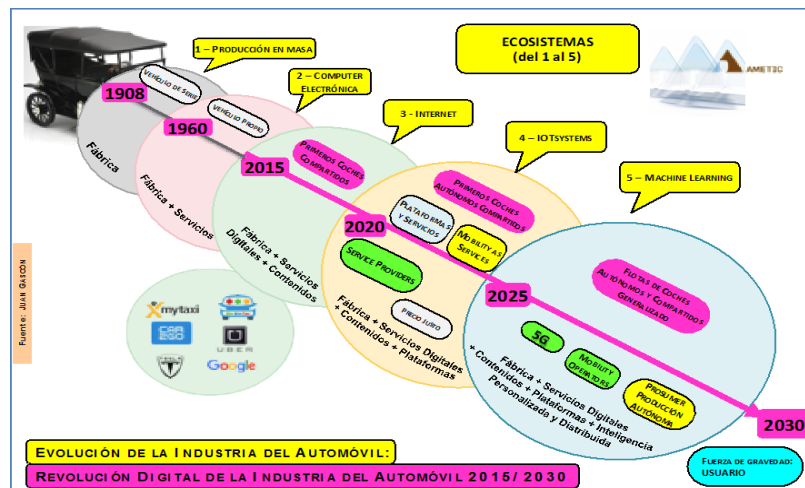 ECOSISTEMAS
(del 1 al 5)
AMETIC
1 – PRODUCCIÓN EN MASA
2 – COMPUTER
ELECTRÓNICA
3 - INTERNET
4 – IOTSYSTEMS
5 – MACHINE LEARNING
1908
VEHÍCULO DE SERIE
Fábrica
1960
VEHÍCULO PROPIO
Fábrica + Servicios
2015
PRIMEROS COCHES
COMPARTIDOS
Fábrica + Servicios
Digitales + Contenidos
2020
PRIMEROS COCHES
AUTÓNOMOS COMPARTIDOS
PLATAFORMAS
Y SERVICIOS
MOBILITY AS
SERVICES
SERVICE PROVIDERS
PRECIO JUSTO
Fábrica + Servicios Digitales
+ Contenidos + Plataformas
2025
FLOTAS DE COCHES
AUTÓNOMOS Y COMPARTIDOS
GENERALIZADO
5G
MOBILITY
OPERATORS
PROSUMER
PRODUCCIÓN
AUTÓNOMA
Fábrica + Servicios Digitales
+ Contenidos + Plataformas + Inteligencia
Personalizada y Distribuida
2030
mytaxi
CAR
2GO
UBER
Google
FUENTE: JUAN GASCÓN
EVOLUCIÓN DE LA INDUSTRIA DEL AUTOMÓVIL:
REVOLUCIÓN DIGITAL DE LA INDUSTRIA DEL AUTOMÓVIL 2015/ 2030
FUERZA DE GRAVEDAD:
USUARIO